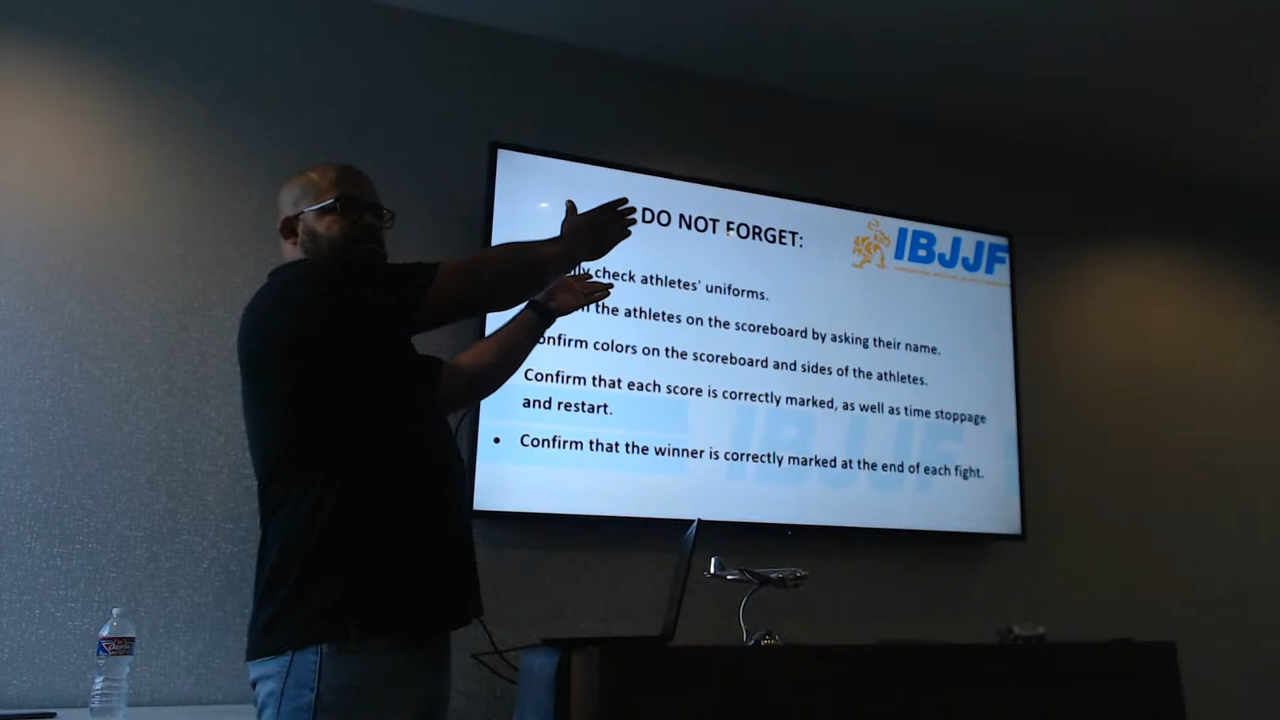 DO NOT FORGET:
IBJJF
check athletes' uniforms.
the athletes on the scoreboard by asking their name.
onfirm colors on the scoreboard and sides of the athletes.
Confirm that each score is correctly marked, as well as time stoppage
and restart.
• Confirm that the winner is correctly marked at the end of each fight.
IBJJF